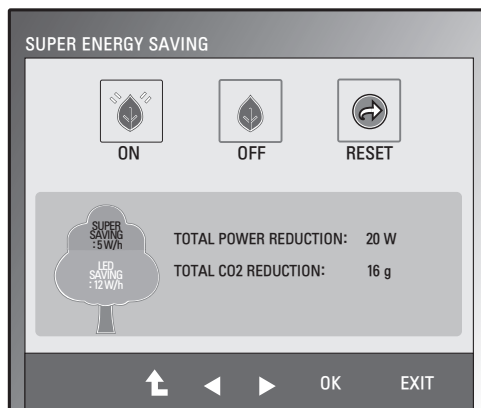 SUPER ENERGY SAVING
ON OFF RESET
SUPER
SAVING
: 5 W/h
LED
SAVING
: 12 W/h
TOTAL POWER REDUCTION: 20 W
TOTAL CO2 REDUCTION: 16 g
OK EXIT